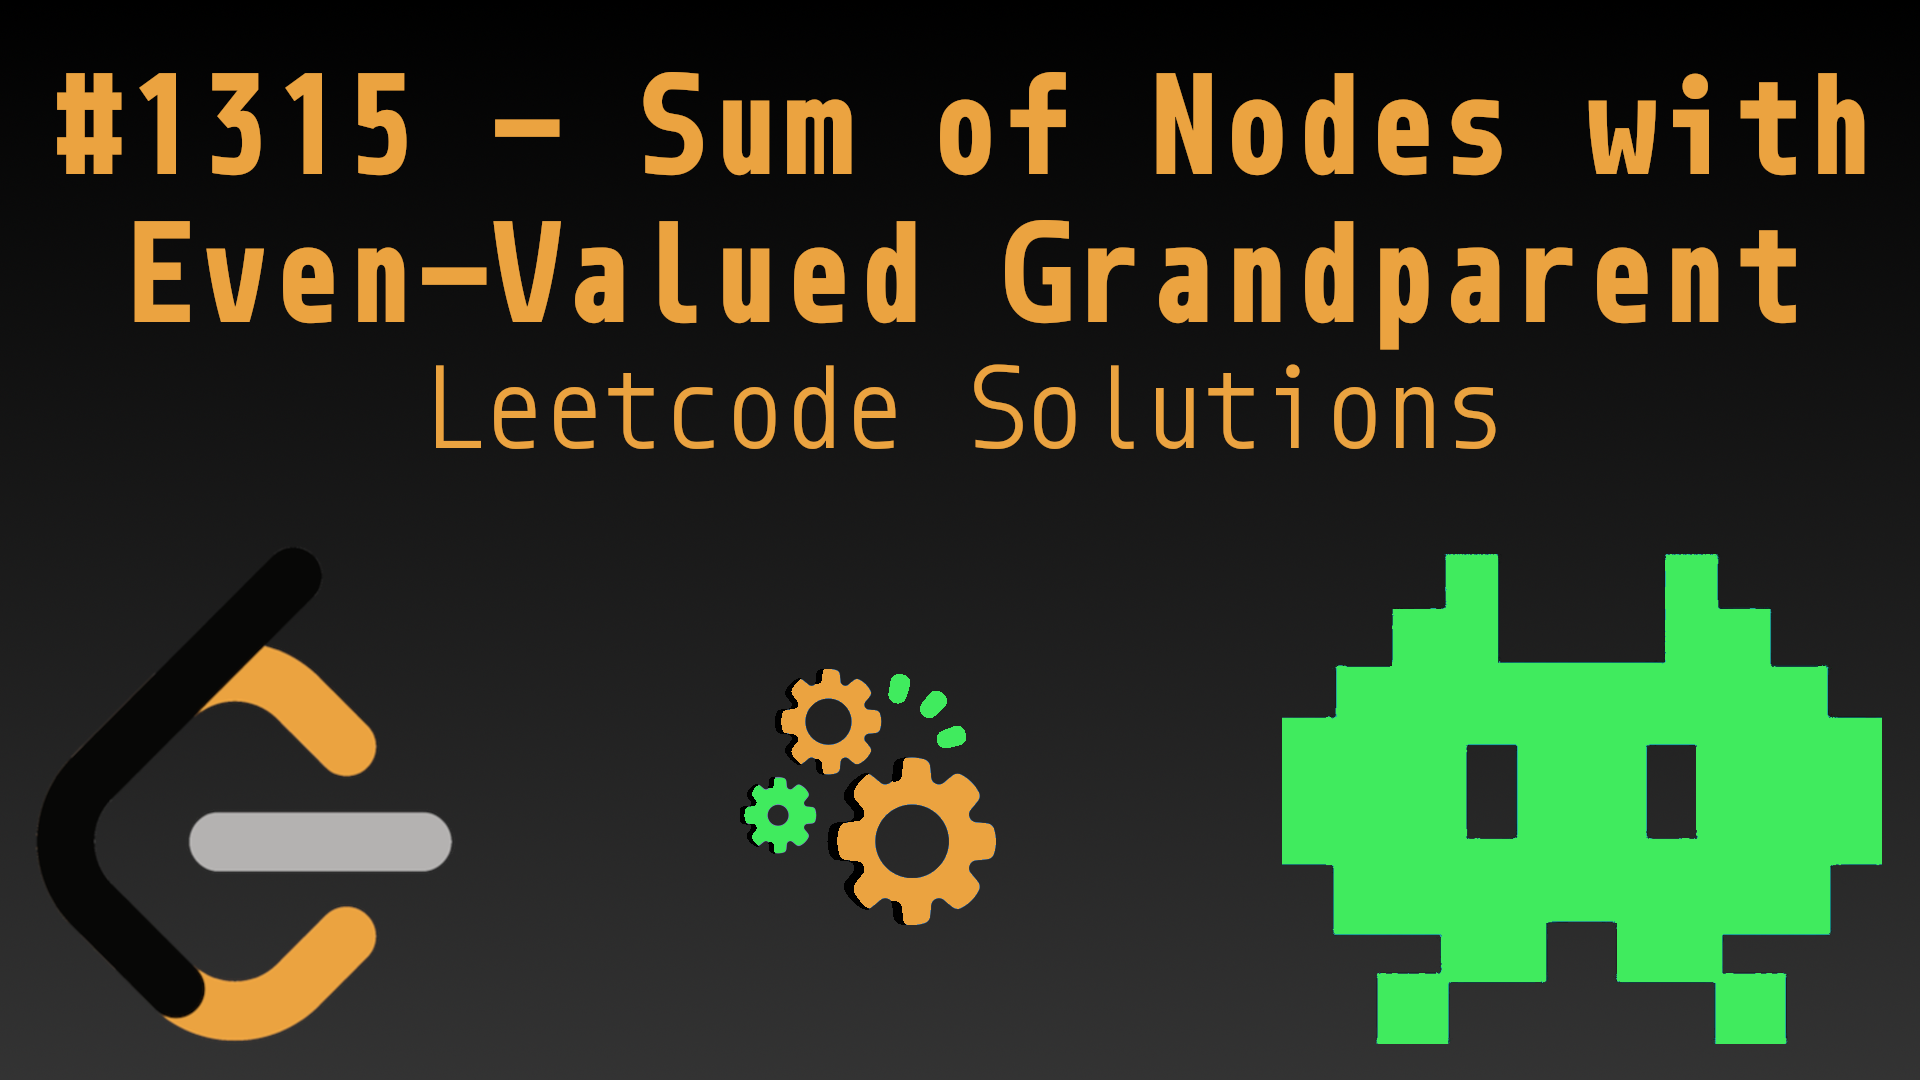 #1315 - Sum of Nodes with
Even-Valued Grandparent
Leetcode Solutions